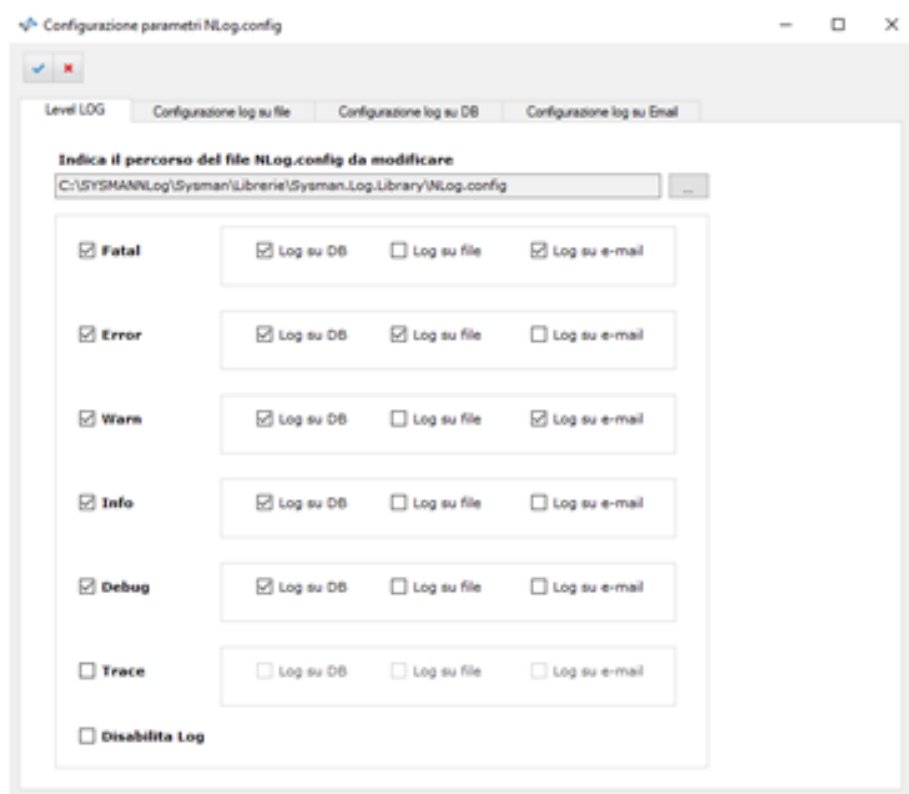 Configurazione parametri NLog.config
Level LOG Configurazione log su file Configurazione log su DB Configurazione log su Email
Indica il percorso del file NLog.config da modificare
C:\SYSMANNLog\Sysman\Librerie\Sysman.Log.Library\NLog.config ...
Fatal Log su DB Log su file Log su e-mail
Error Log su DB Log su file Log su e-mail
Warn Log su DB Log su file Log su e-mail
Info Log su DB Log su file Log su e-mail
Debug Log su DB Log su file Log su e-mail
Trace Log su DB Log su file Log su e-mail
Disabilita Log